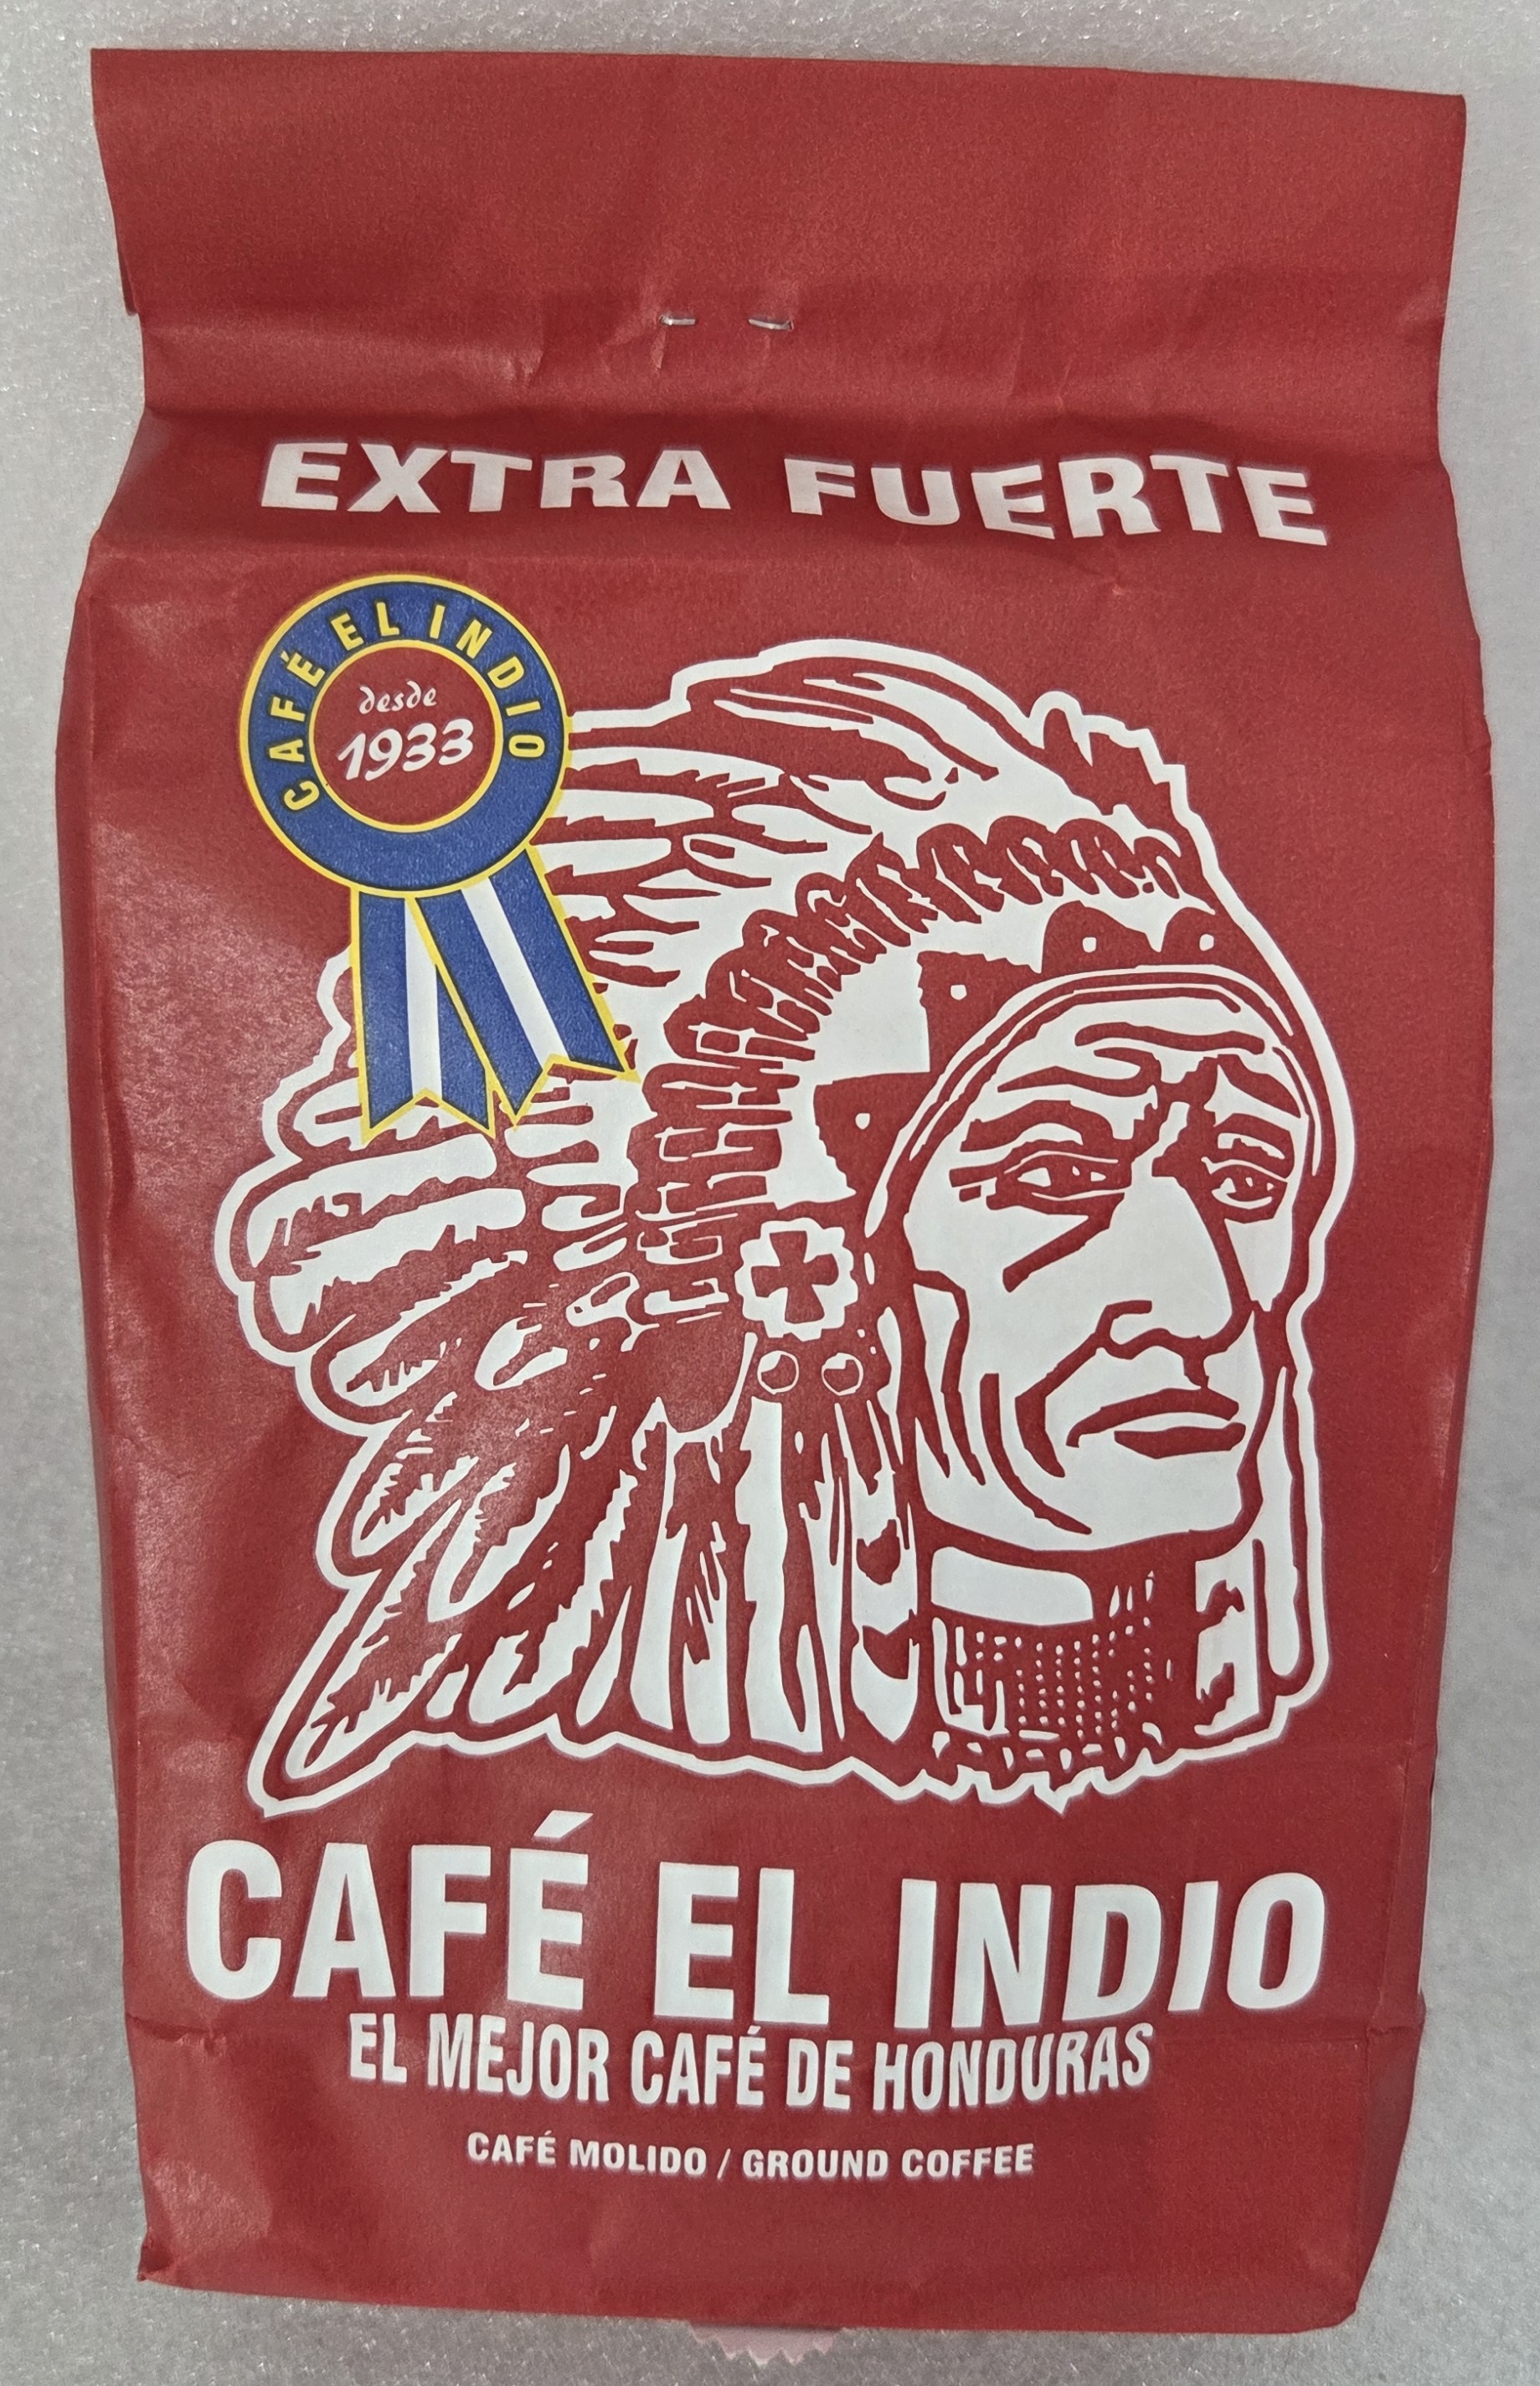 EXTRA FUERTE
CAFÉ EL INDIO
desde
1933
CAFÉ EL INDIO
EL MEJOR CAFÉ DE HONDURAS
CAFÉ MOLIDO / GROUND COFFEE